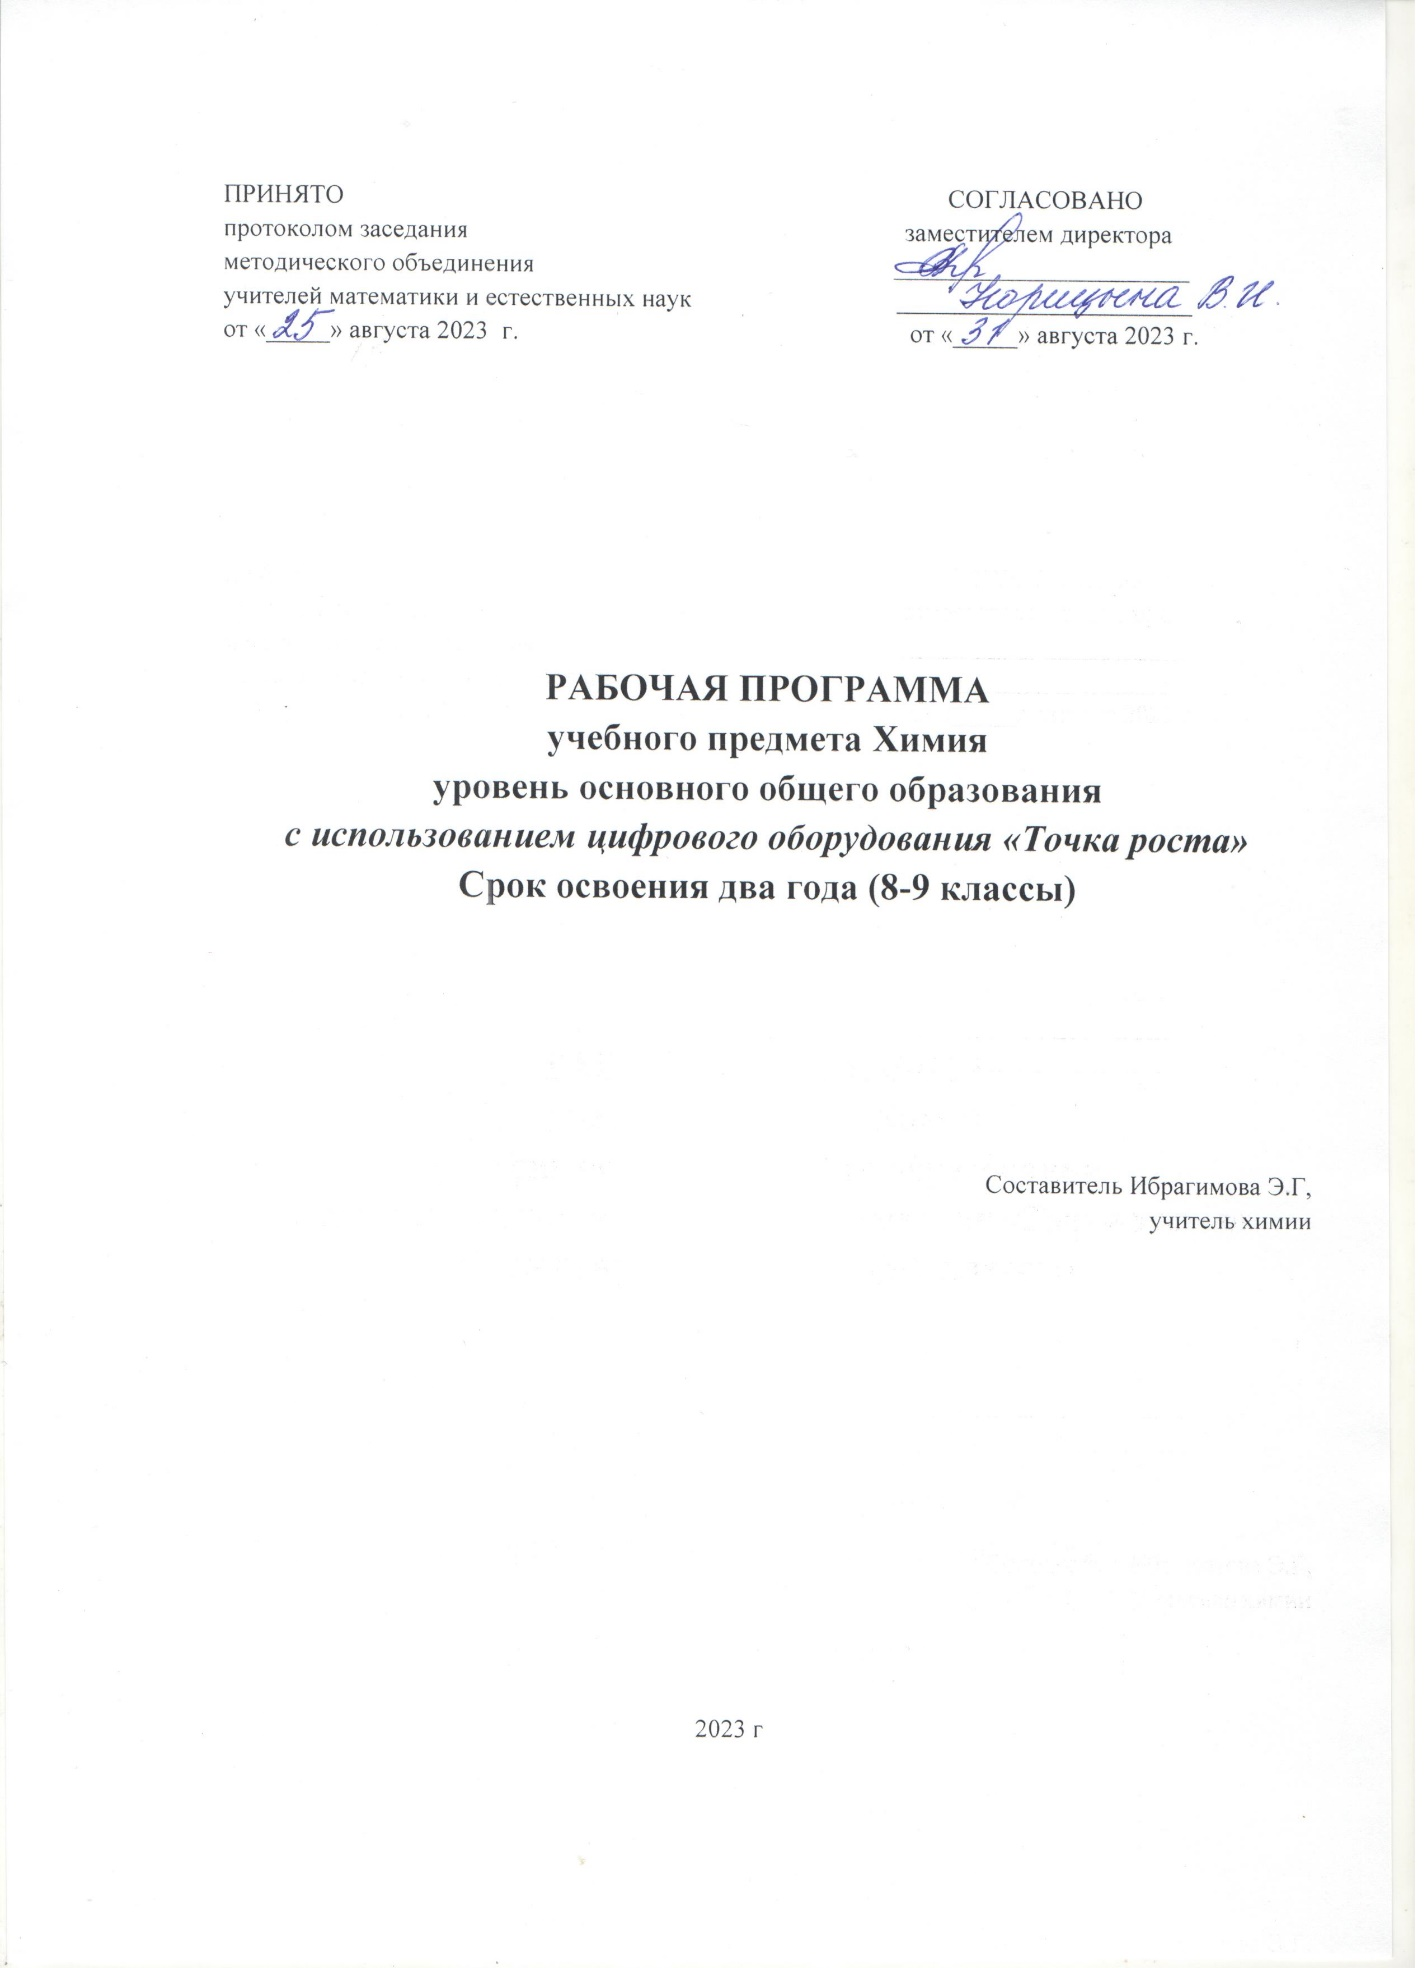 ПРИНЯТО
протоколом заседания
методического объединения
учителей математики и естественных наук
от «25» августа 2023 г.
СОГЛАСОВАНО
заместителем директора
В.И.
от «31» августа 2023 г.
РАБОЧАЯ ПРОГРАММА
учебного предмета Химия
уровень основного общего образования
с использованием цифрового оборудования «Точка роста»
Срок освоения два года (8-9 классы)
Составитель Ибрагимова Э.Г,
учитель химии
2023 г